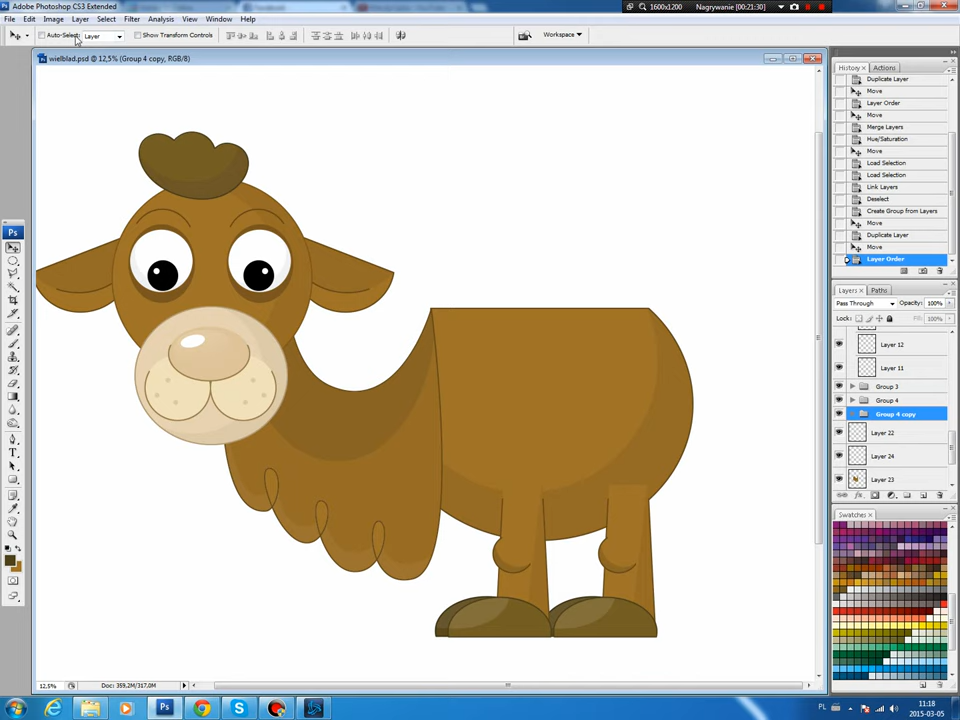 Adobe Photoshop CS3 Extended
1600x1200 Nagrywanie [00:21:30]
File Edit Image Layer Select Filter Analysis View Window Help
Auto-Select: Layer Show Transform Controls Workspace
wielblad.psd @ 12,5% (Group 4 copy, RGB/8)
History Actions
Duplicate Layer
Move
Layer Order
Move
Merge Layers
Hue/Saturation
Move
Load Selection
Load Selection
Link Layers
Deselect
Create Group from Layers
Move
Duplicate Layer
Move
Layer Order
Layers Paths
Pass Through Opacity: 100%
Lock: Fill: 100%
Layer 12
Layer 11
Group 3
Group 4
Group 4 copy
Layer 22
Layer 24
Layer 23
Swatches
Ps
T
12,5% Doc: 359,2M/317,0M
Ps
PL 11:18
2015-03-05